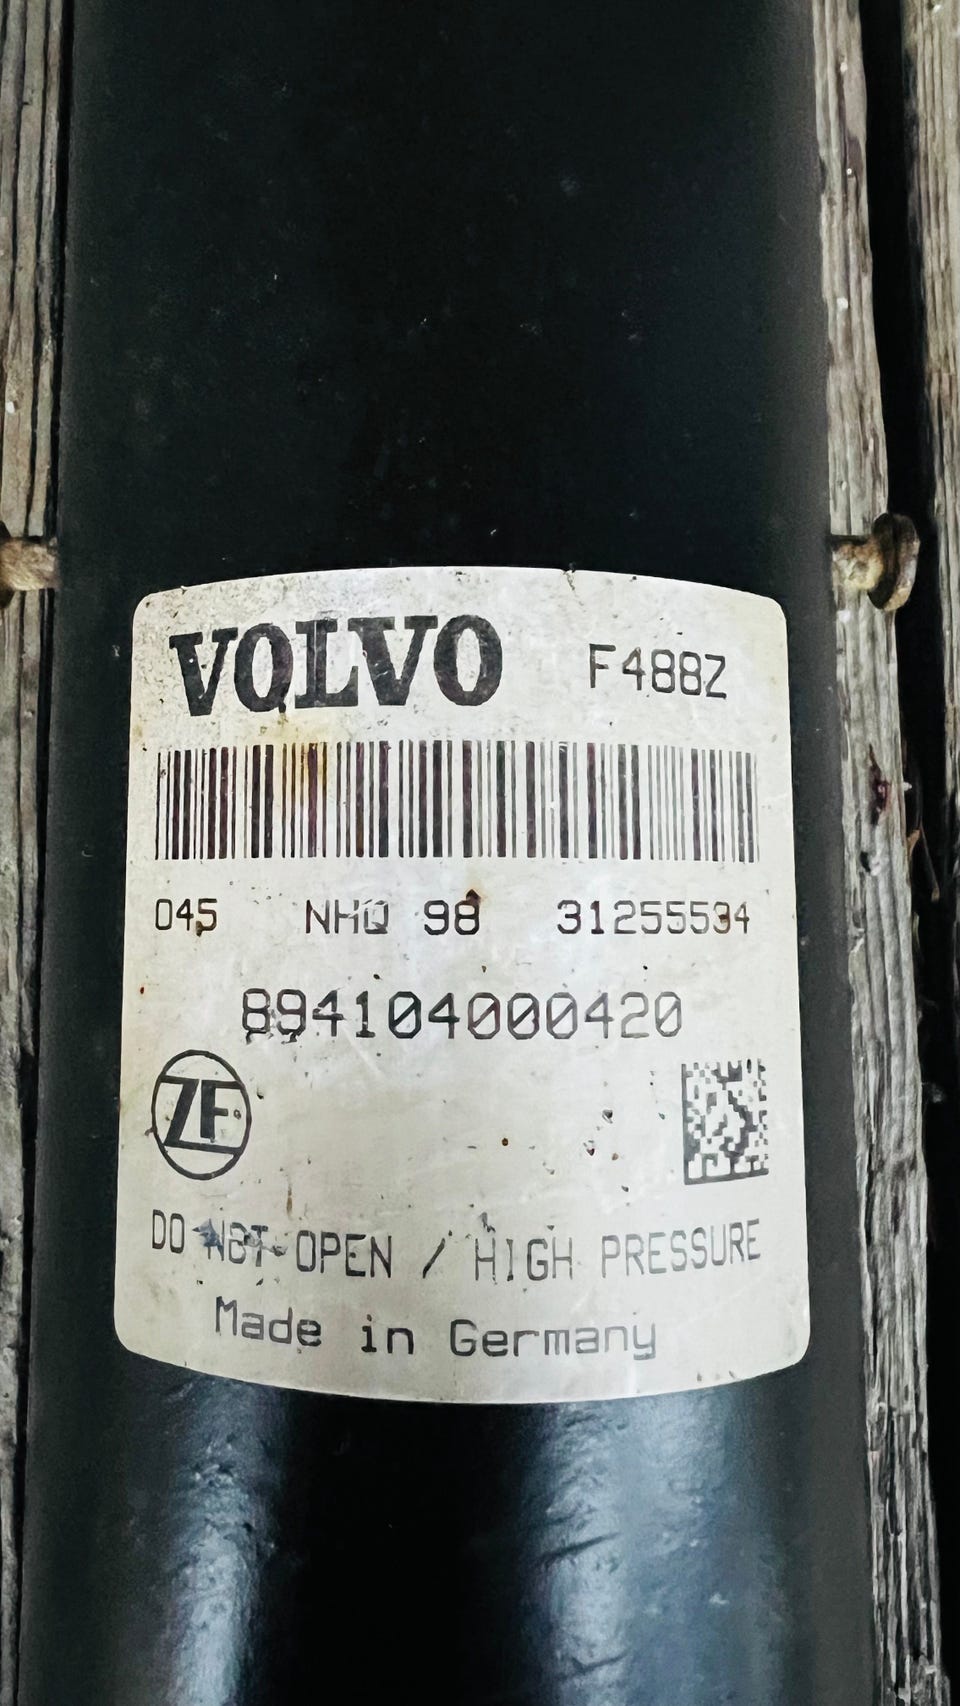 VOLVO F488Z
045 NHQ 98 31255534
894104000420
ZF
DO NOT OPEN / HIGH PRESSURE
Made in Germany